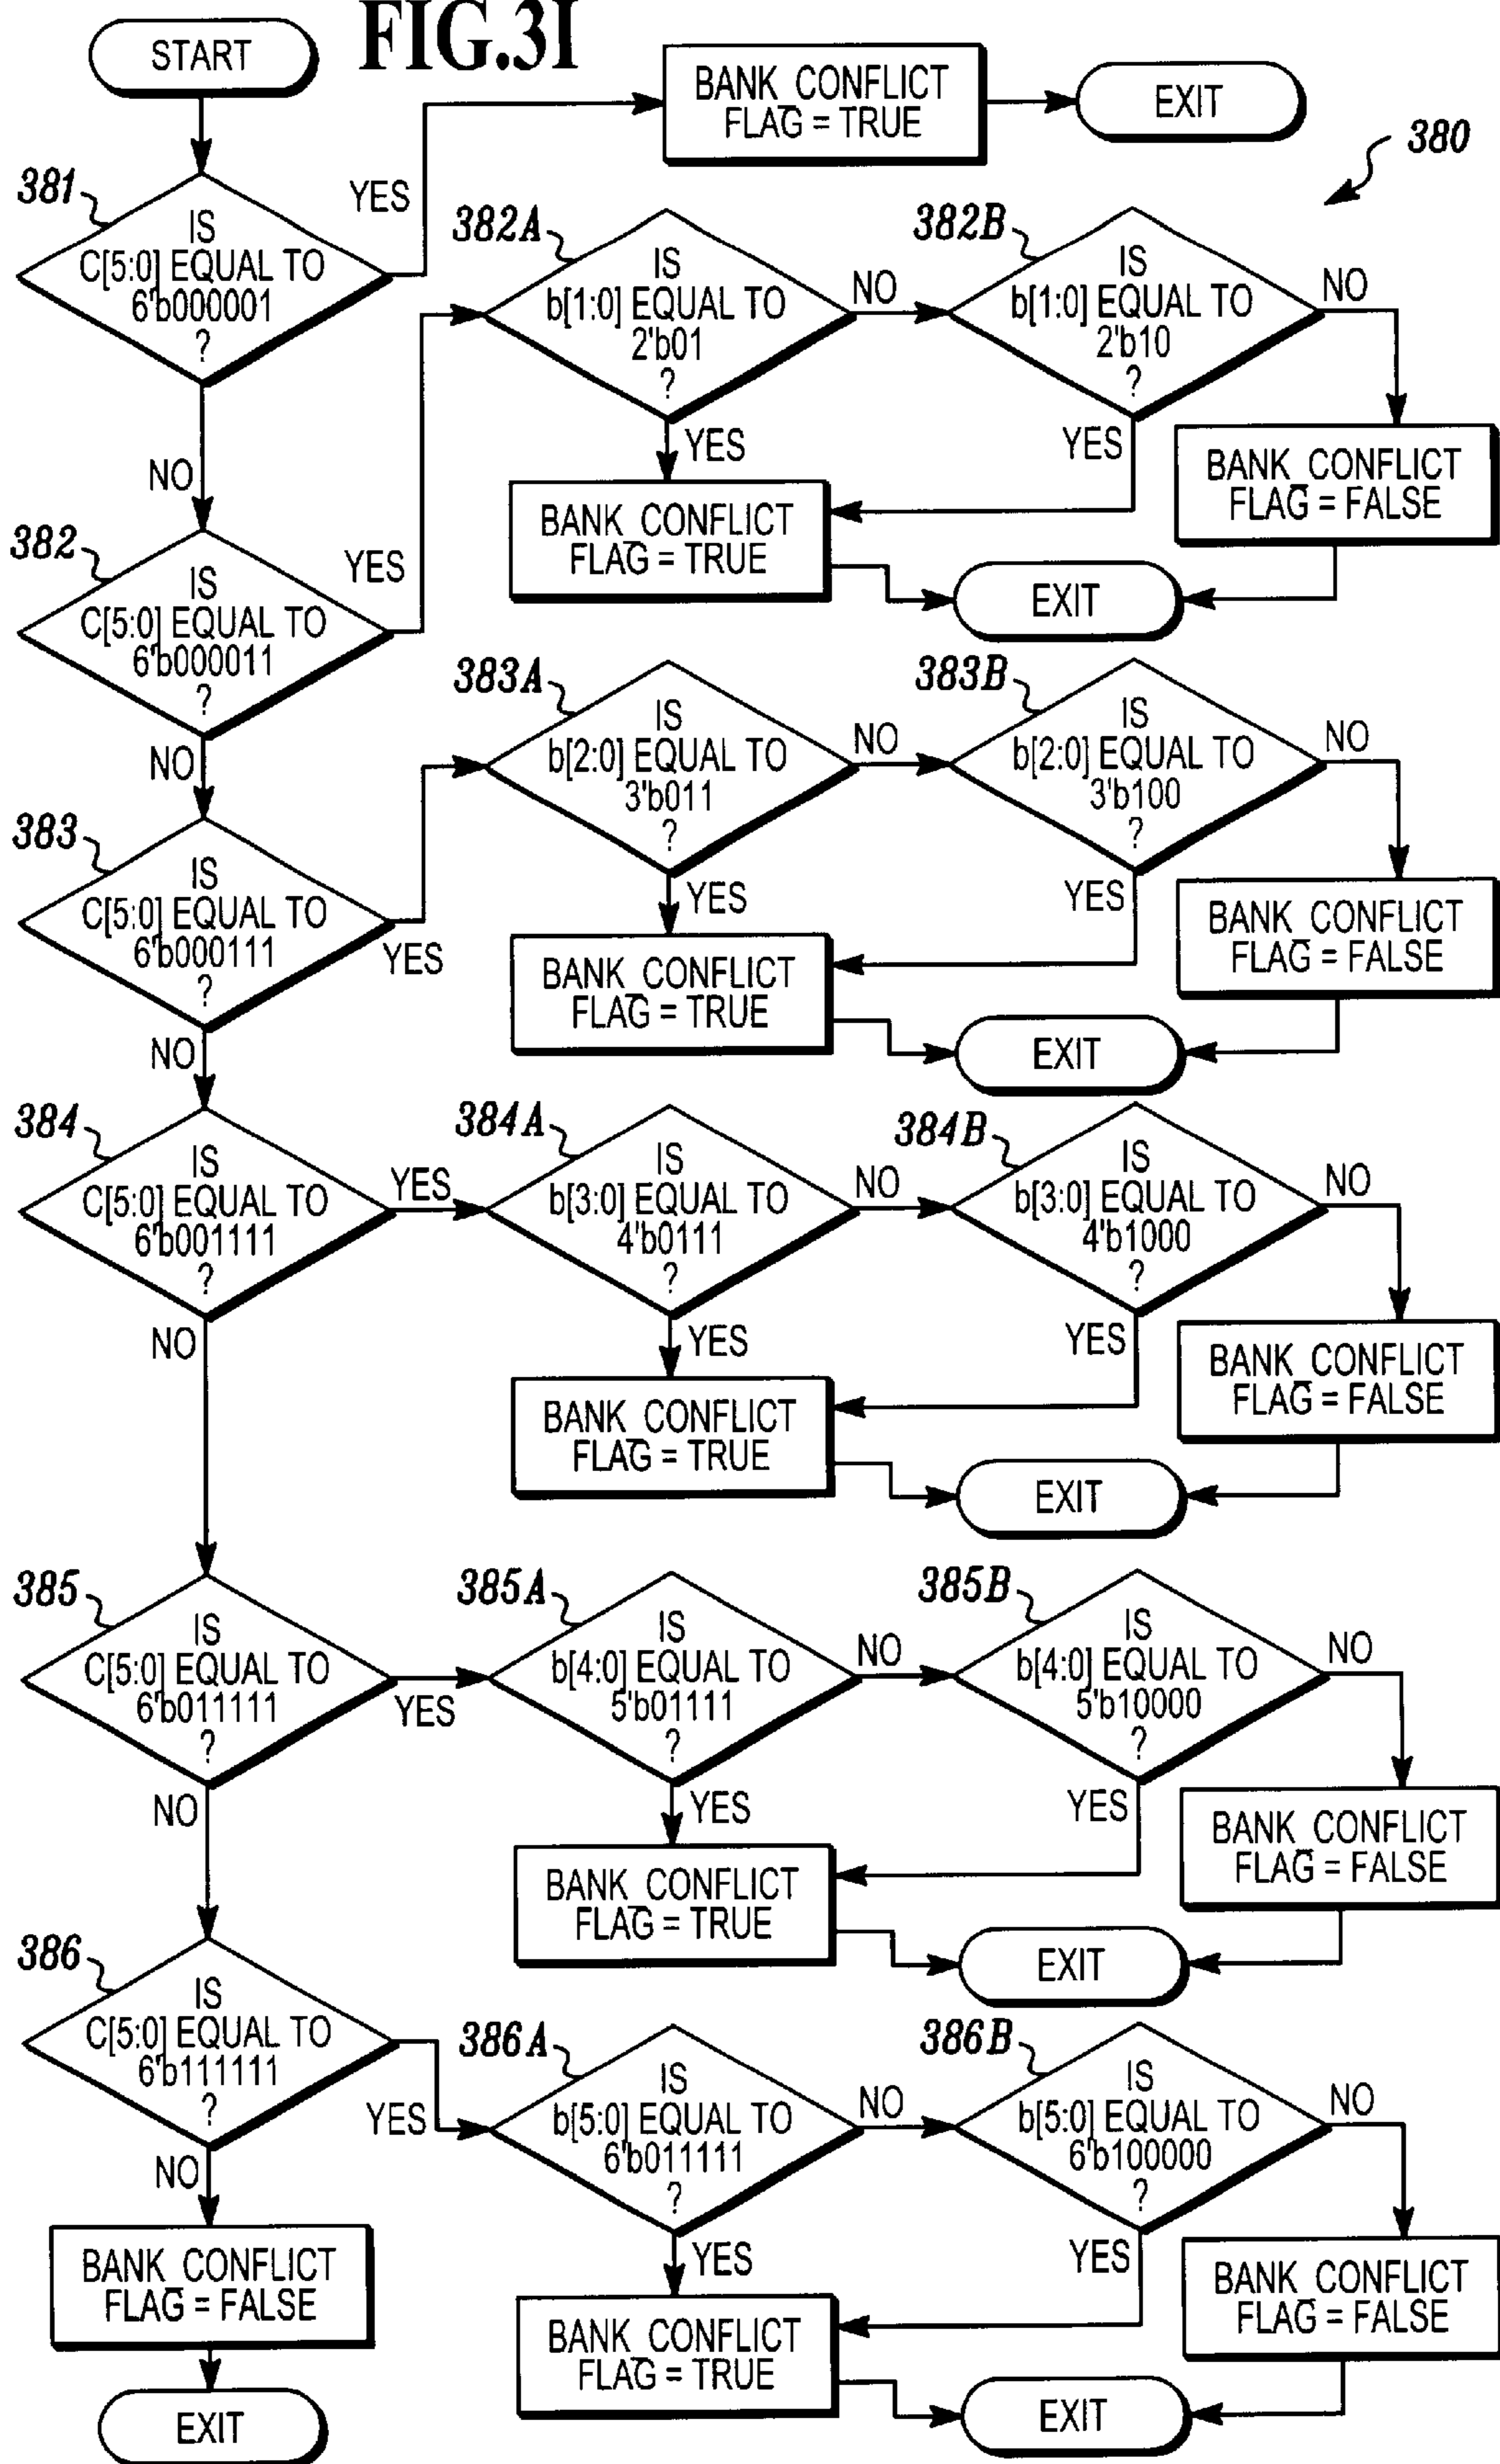 FIG.3I
START
BANK_CONFLICT
FLAG = TRUE
EXIT
380
381
IS
C[5:0] EQUAL TO
6'b000001
?
YES
NO
382A
IS
b[1:0] EQUAL TO
2'b01
?
NO
YES
382B
IS
b[1:0] EQUAL TO
2'b10
?
NO
YES
BANK_CONFLICT
FLAG = TRUE
BANK_CONFLICT
FLAG = FALSE
EXIT
382
IS
C[5:0] EQUAL TO
6'b000011
?
YES
NO
383A
IS
b[2:0] EQUAL TO
3'b011
?
NO
YES
383B
IS
b[2:0] EQUAL TO
3'b100
?
NO
YES
BANK_CONFLICT
FLAG = TRUE
BANK_CONFLICT
FLAG = FALSE
EXIT
383
IS
C[5:0] EQUAL TO
6'b000111
?
YES
NO
384
IS
C[5:0] EQUAL TO
6'b001111
?
YES
NO
384A
IS
b[3:0] EQUAL TO
4'b0111
?
NO
YES
384B
IS
b[3:0] EQUAL TO
4'b1000
?
NO
YES
BANK_CONFLICT
FLAG = TRUE
BANK_CONFLICT
FLAG = FALSE
EXIT
385
IS
C[5:0] EQUAL TO
6'b011111
?
YES
NO
385A
IS
b[4:0] EQUAL TO
5'b01111
?
NO
YES
385B
IS
b[4:0] EQUAL TO
5'b10000
?
NO
YES
BANK_CONFLICT
FLAG = TRUE
BANK_CONFLICT
FLAG = FALSE
EXIT
386
IS
C[5:0] EQUAL TO
6'b111111
?
YES
NO
386A
IS
b[5:0] EQUAL TO
6'b011111
?
NO
YES
386B
IS
b[5:0] EQUAL TO
6'b100000
?
NO
YES
BANK_CONFLICT
FLAG = FALSE
EXIT
BANK_CONFLICT
FLAG = TRUE
BANK_CONFLICT
FLAG = FALSE
EXIT